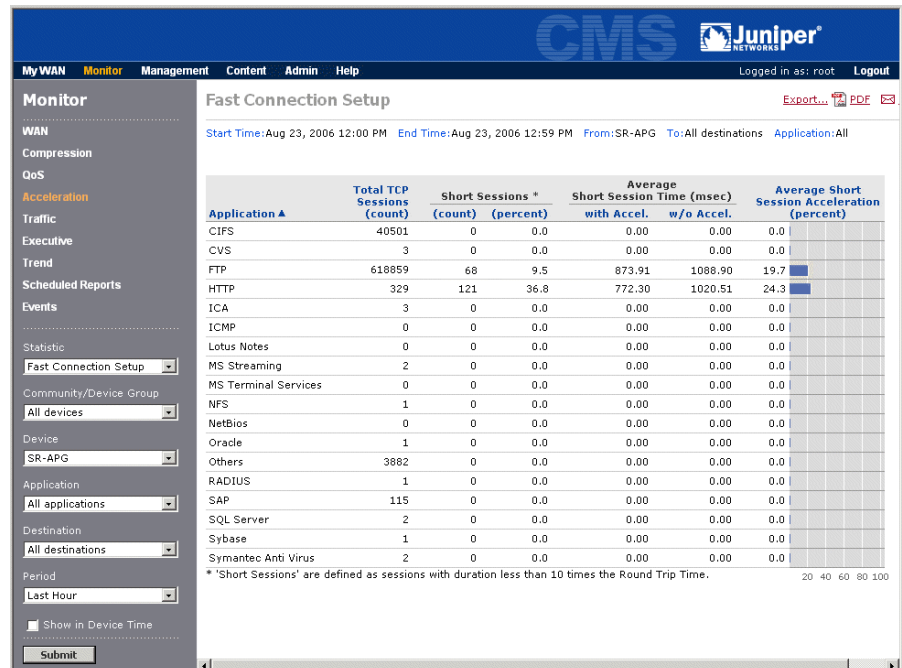 CMS
Juniper
NETWORKS
My WAN Monitor Management Content Admin Help Logged in as: root Logout
Monitor
WAN
Compression
QoS
Acceleration
Traffic
Executive
Trend
Scheduled Reports
Events
Statistic
Fast Connection Setup
Community/Device Group
All devices
Device
SR-APG
Application
All applications
Destination
All destinations
Period
Last Hour
Show in Device Time
Submit
Fast Connection Setup
Export... PDF
Start Time:Aug 23, 2006 12:00 PM End Time:Aug 23, 2006 12:59 PM From:SR-APG To:All destinations Application:All
Application Total TCP Sessions (count) Short Sessions * (count) (percent) Average Short Session Time (msec) with Accel. w/o Accel. Average Short Session Acceleration (percent)
CIFS 40501 0 0.0 0.00 0.00 0.0
CVS 3 0 0.0 0.00 0.00 0.0
FTP 618859 68 9.5 873.91 1088.90 19.7
HTTP 329 121 36.8 772.30 1020.51 24.3
ICA 3 0 0.0 0.00 0.00 0.0
ICMP 0 0 0.0 0.00 0.00 0.0
Lotus Notes 0 0 0.0 0.00 0.00 0.0
MS Streaming 2 0 0.0 0.00 0.00 0.0
MS Terminal Services 0 0 0.0 0.00 0.00 0.0
NFS 1 0 0.0 0.00 0.00 0.0
NetBios 0 0 0.0 0.00 0.00 0.0
Oracle 1 0 0.0 0.00 0.00 0.0
Others 3882 0 0.0 0.00 0.00 0.0
RADIUS 1 0 0.0 0.00 0.00 0.0
SAP 115 0 0.0 0.00 0.00 0.0
SQL Server 2 0 0.0 0.00 0.00 0.0
Sybase 1 0 0.0 0.00 0.00 0.0
Symantec Anti Virus 2 0 0.0 0.00 0.00 0.0
* 'Short Sessions' are defined as sessions with duration less than 10 times the Round Trip Time.
20 40 60 80 100